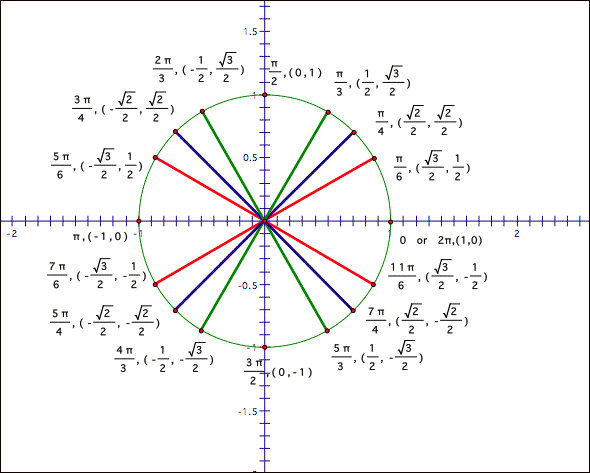 1.5
2π/3, (-1/2, √3/2)
π/2, (0,1)
π/3, (1/2, √3/2)
3π/4, (-√2/2, √2/2)
π/4, (√2/2, √2/2)
5π/6, (-√3/2, 1/2)
0.5
π/6, (√3/2, 1/2)
-2
-1
2
π, (-1,0)
0 or 2π, (1,0)
7π/6, (-√3/2, -1/2)
-0.5
11π/6, (√3/2, -1/2)
5π/4, (-√2/2, -√2/2)
7π/4, (√2/2, -√2/2)
-1
4π/3, (-1/2, -√3/2)
3π/2, (0,-1)
5π/3, (1/2, -√3/2)
-1.5